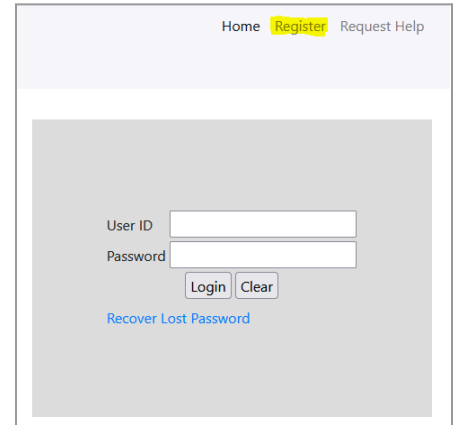 Home Register Request Help
User ID
Password
Login Clear
Recover Lost Password